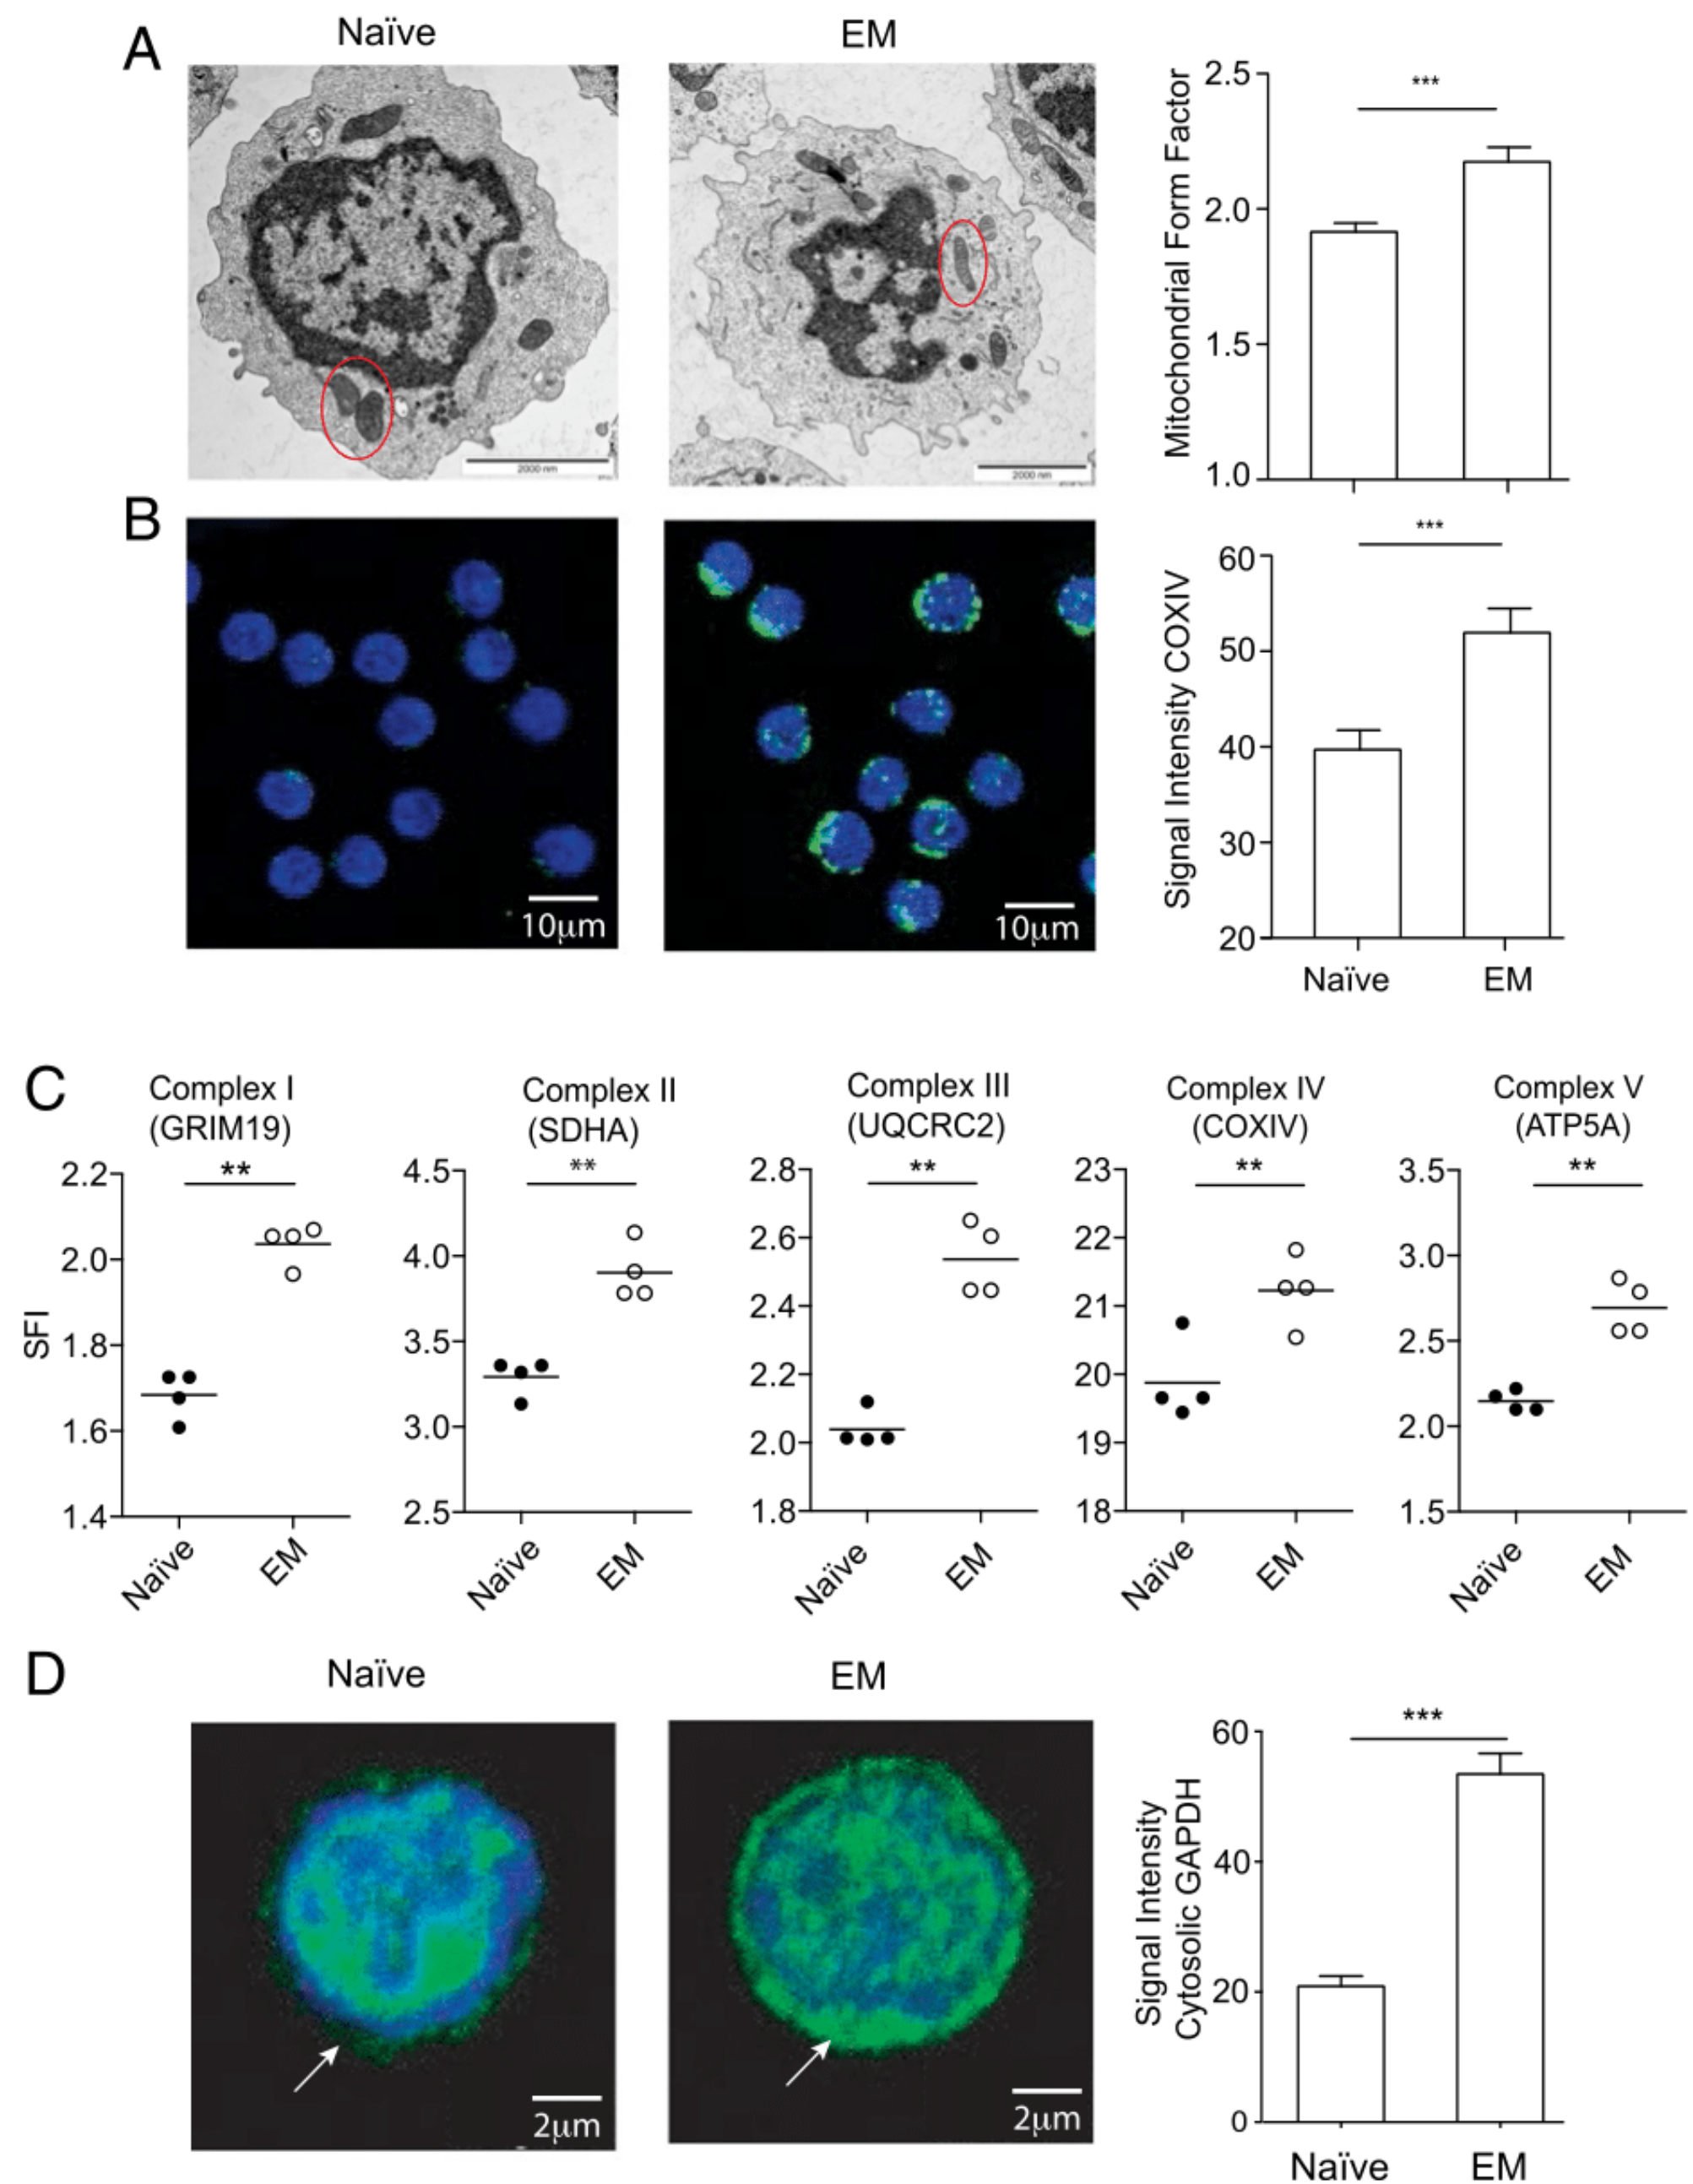 A
Naïve
EM
2000 nm
2000 nm
Mitochondrial Form Factor
2.5
2.0
1.5
1.0
***
B
10µm
10µm
Signal Intensity COXIV
60
50
40
30
20
***
Naïve
EM
C
SFI
Complex I
(GRIM19)
**
2.2
2.0
1.8
1.6
1.4
Naïve
EM
Complex II
(SDHA)
**
4.5
4.0
3.5
3.0
2.5
Naïve
EM
Complex III
(UQCRC2)
**
2.8
2.6
2.4
2.2
2.0
1.8
Naïve
EM
Complex IV
(COXIV)
**
23
22
21
20
19
18
Naïve
EM
Complex V
(ATP5A)
**
3.5
3.0
2.5
2.0
1.5
Naïve
EM
D
Naïve
EM
2µm
2µm
Signal Intensity
Cytosolic GAPDH
60
40
20
0
***
Naïve
EM